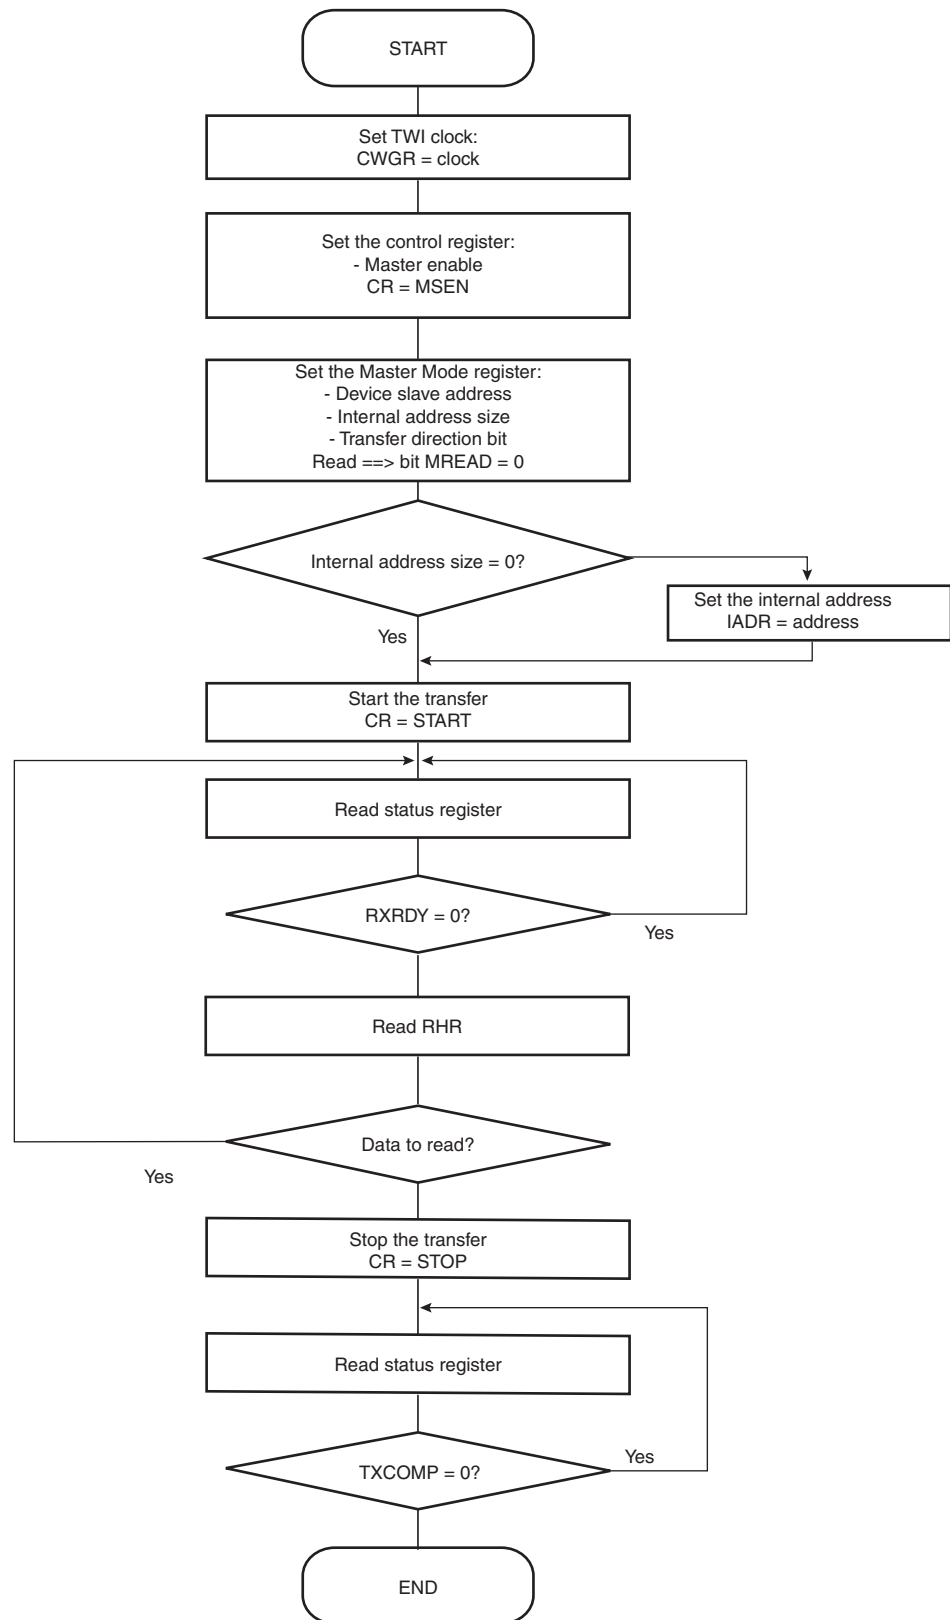 START
Set TWI clock:
CWGR = clock
Set the control register:
- Master enable
CR = MSEN
Set the Master Mode register:
- Device slave address
- Internal address size
- Transfer direction bit
Read ==> bit MREAD = 0
Internal address size = 0?
Set the internal address
IADR = address
Yes
Start the transfer
CR = START
Read status register
RXRDY = 0?
Yes
Read RHR
Data to read?
Yes
Stop the transfer
CR = STOP
Read status register
TXCOMP = 0?
Yes
END